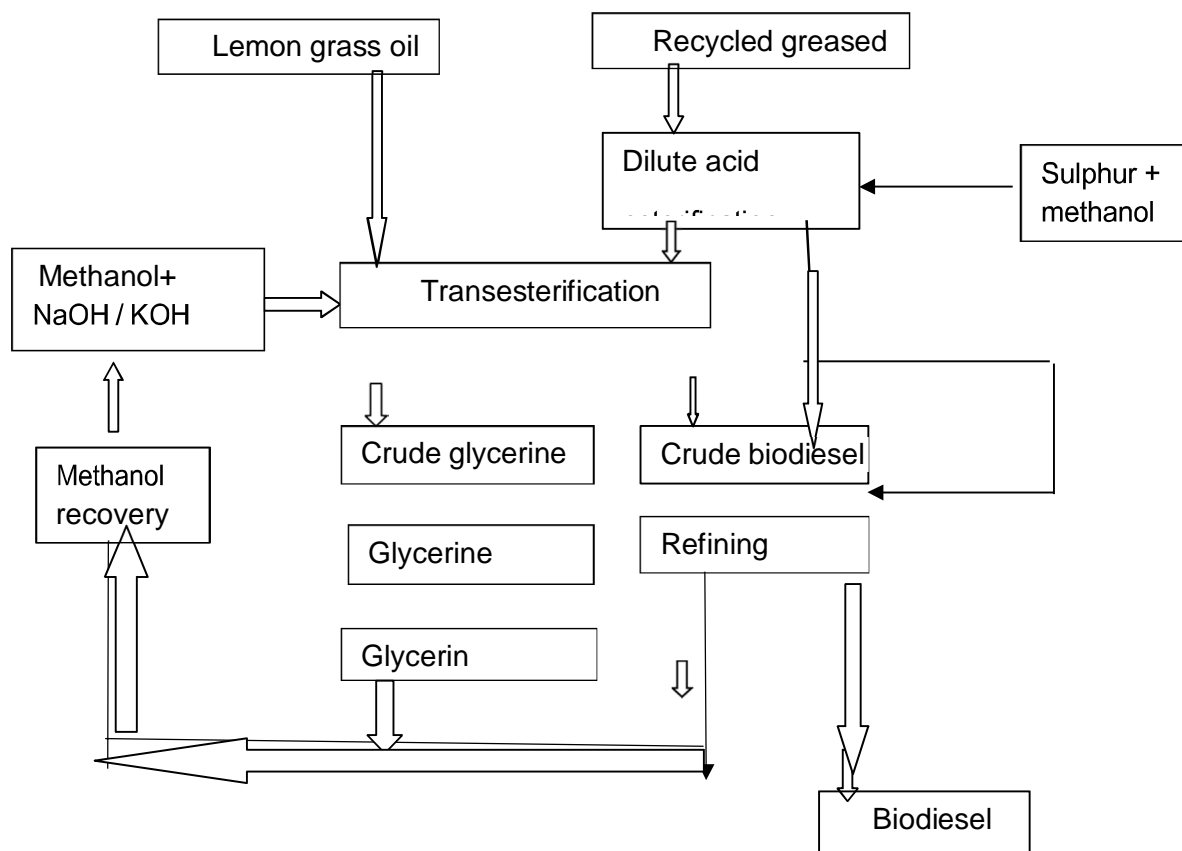 Lemon grass oil
Recycled greased
Dilute acid
Sulphur +
methanol
Methanol+
NaOH / KOH
Transesterification
Crude glycerine
Crude biodiesel
Methanol
recovery
Glycerine
Refining
Glycerin
Biodiesel